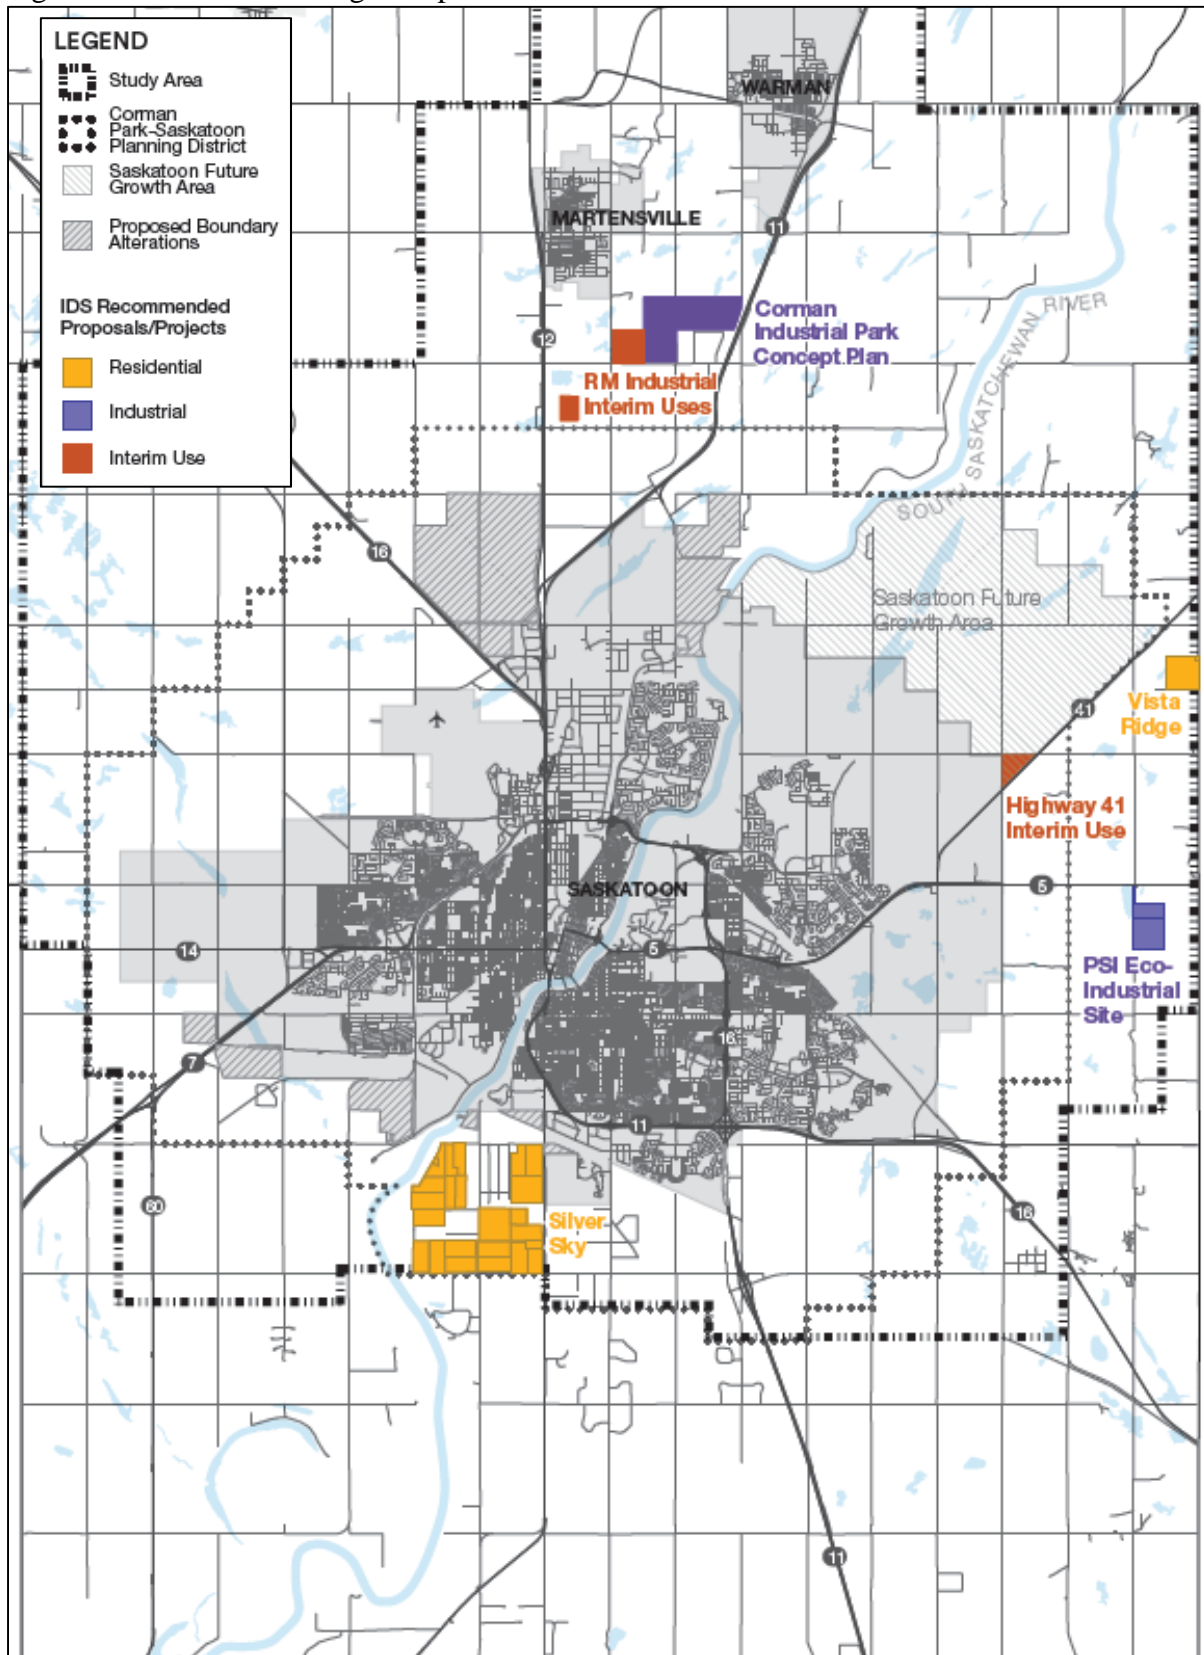 LEGEND
Study Area
Corman
Park-Saskatoon
Planning District
Saskatoon Future
Growth Area
Proposed Boundary
Alterations
IDS Recommended
Proposals/Projects
Residential
Industrial
Interim Use
WARMAN
MARTENSVILLE
11
12
Corman
Industrial Park
Concept Plan
RM Industrial
Interim Uses
SOUTH SASKATCHEWAN RIVER
16
Saskatoon Future
Growth Area
41
Vista
Ridge
Highway 41
Interim Use
SASKATOON
5
14
5
PSI Eco-
Industrial
Site
16
7
11
60
16
Silver
Sky
11